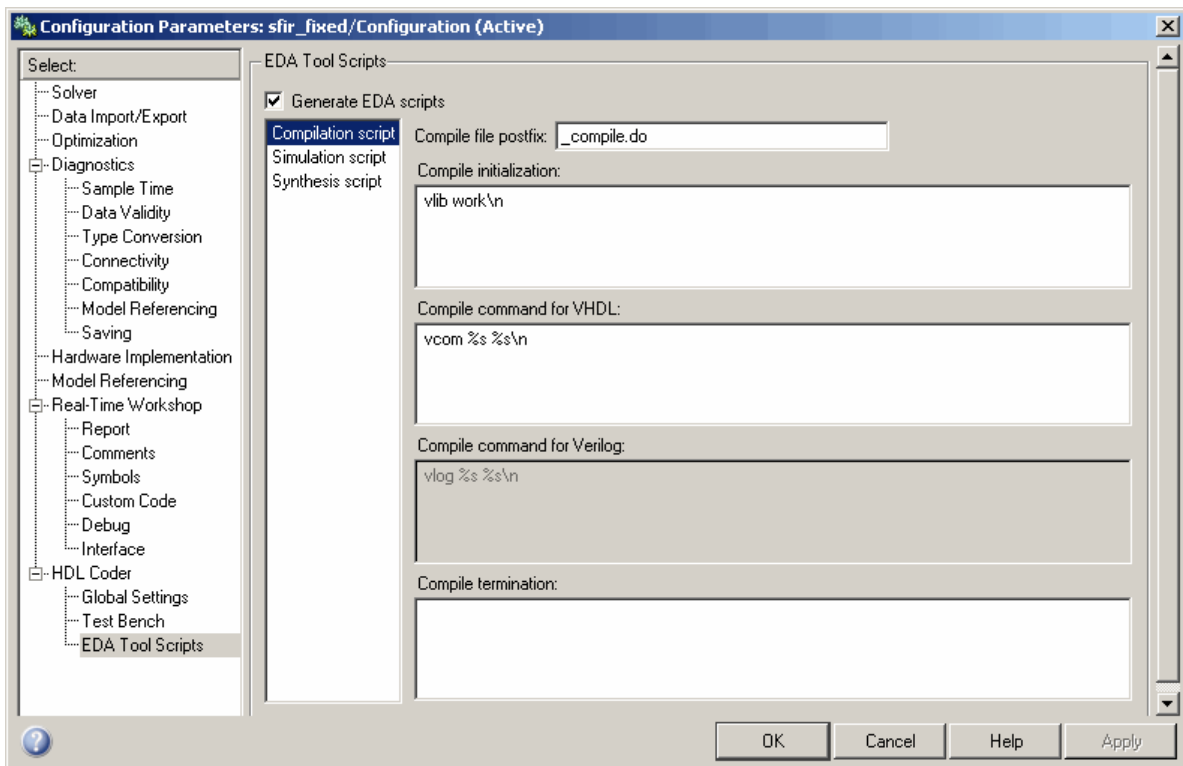 Configuration Parameters: sfir_fixed/Configuration (Active)
Select:
Solver
Data Import/Export
Optimization
Diagnostics
Sample Time
Data Validity
Type Conversion
Connectivity
Compatibility
Model Referencing
Saving
Hardware Implementation
Model Referencing
Real-Time Workshop
Report
Comments
Symbols
Custom Code
Debug
Interface
HDL Coder
Global Settings
Test Bench
EDA Tool Scripts
EDA Tool Scripts
Generate EDA scripts
Compilation script
Simulation script
Synthesis script
Compile file postfix: _compile.do
Compile initialization:
vlib work\n
Compile command for VHDL:
vcom %s %s\n
Compile command for Verilog:
vlog %s %s\n
Compile termination:
OK Cancel Help Apply